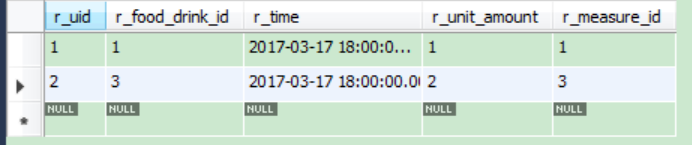 r_uid r_food_drink_id r_time r_unit_amount r_measure_id
1 1 2017-03-17 18:00:0... 1 1
2 3 2017-03-17 18:00:00.0 2 3
NULL NULL NULL NULL NULL